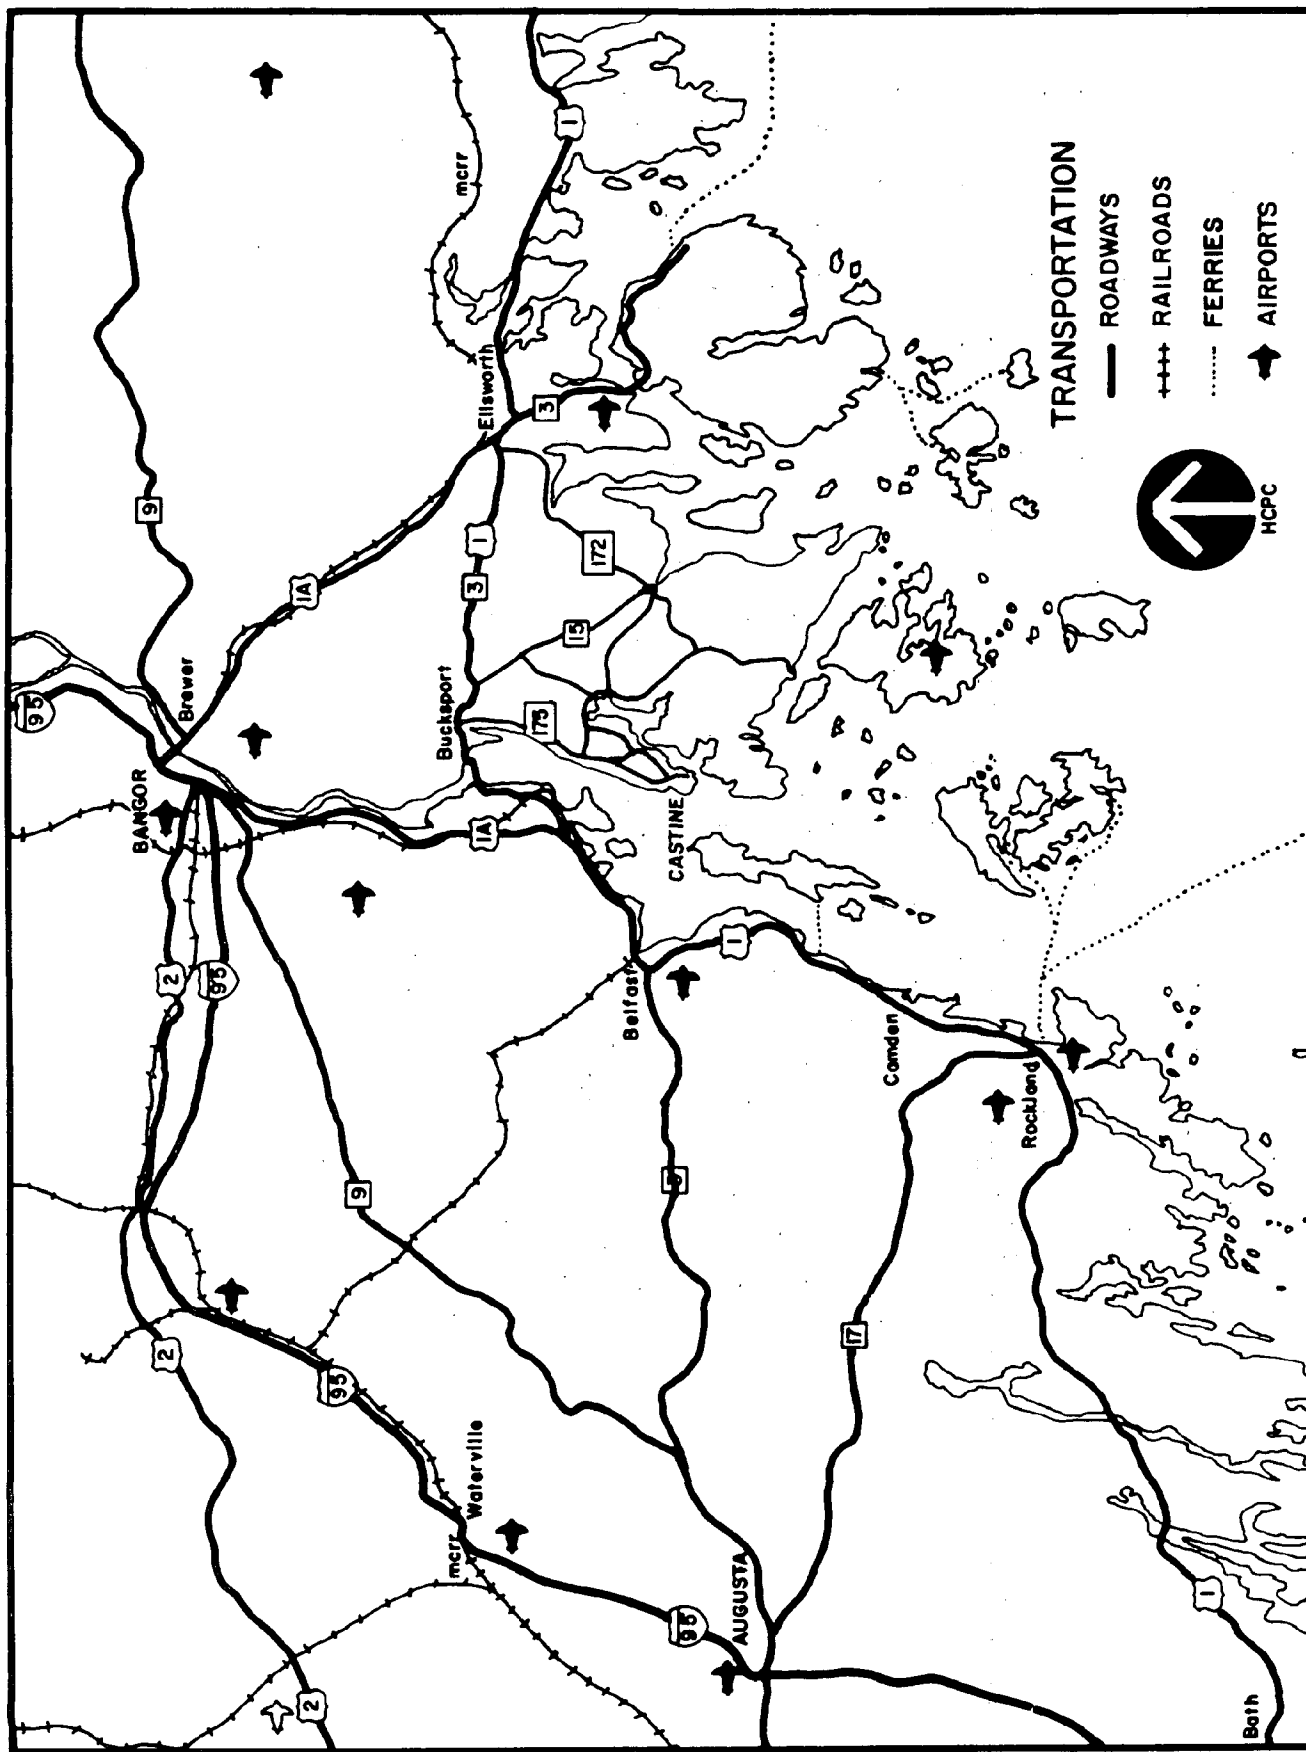 TRANSPORTATION
ROADWAYS
RAILROADS
FERRIES
AIRPORTS
HCPC
95
9
Brewer
BANGOR
1A
mcrr
1
Ellsworth
3
1
3
172
15
Bucksport
175
1A
CASTINE
2
95
9
Belfast
1
3
Camden
Rockland
17
2
95
Waterville
mcrr
95
AUGUSTA
2
1
Bath